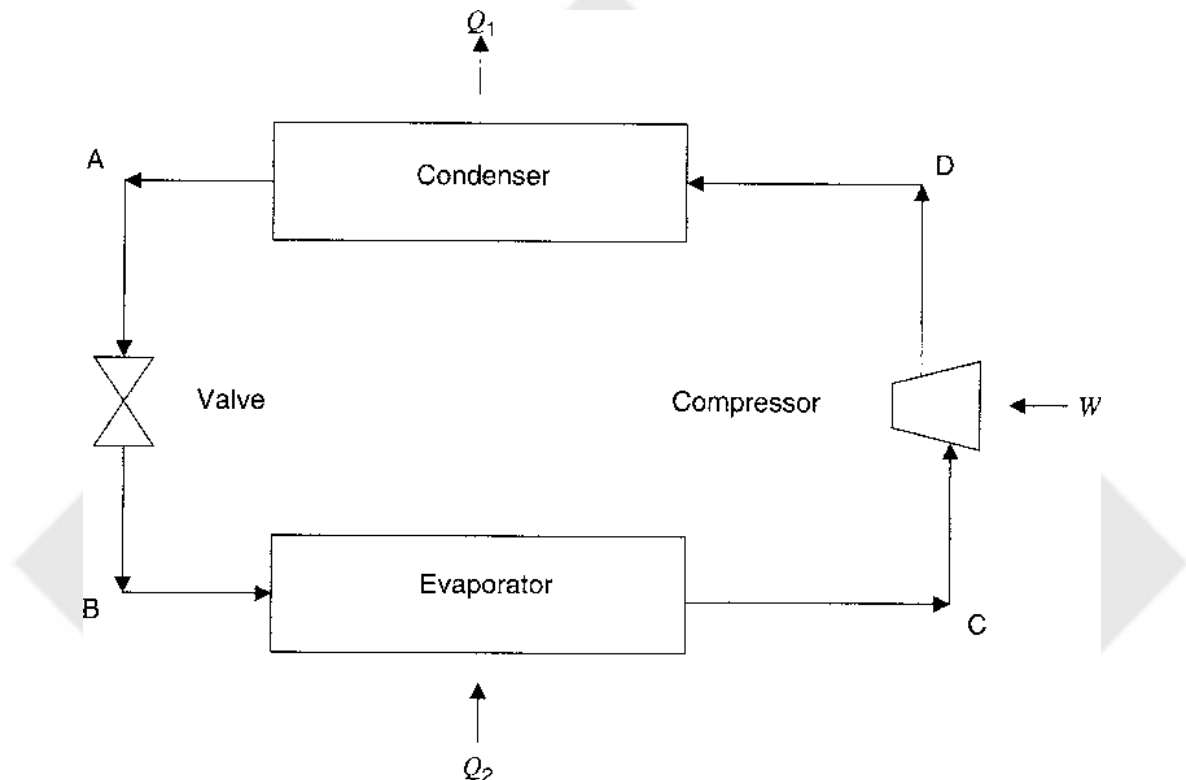 Q₁
A
Condenser
D
Valve
Compressor
W
B
Evaporator
C
Q₂